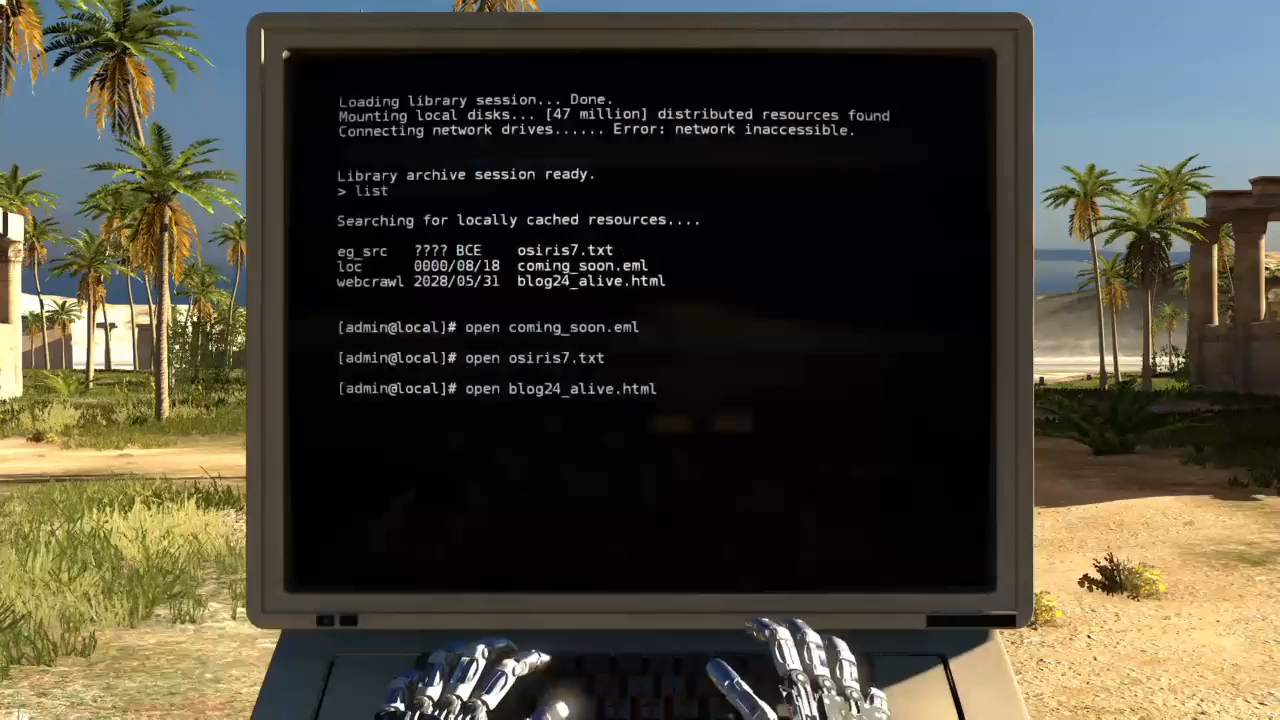 Loading library session... Done.
Mounting local disks... [47 million] distributed resources found
Connecting network drives...... Error: network inaccessible.
Library archive session ready.
> list
Searching for locally cached resources....
eg_src ???? BCE osiris7.txt
loc 0000/08/18 coming_soon.eml
webcrawl 2028/05/31 blog24_alive.html
[admin@local]# open coming_soon.eml
[admin@local]# open osiris7.txt
[admin@local]# open blog24_alive.html